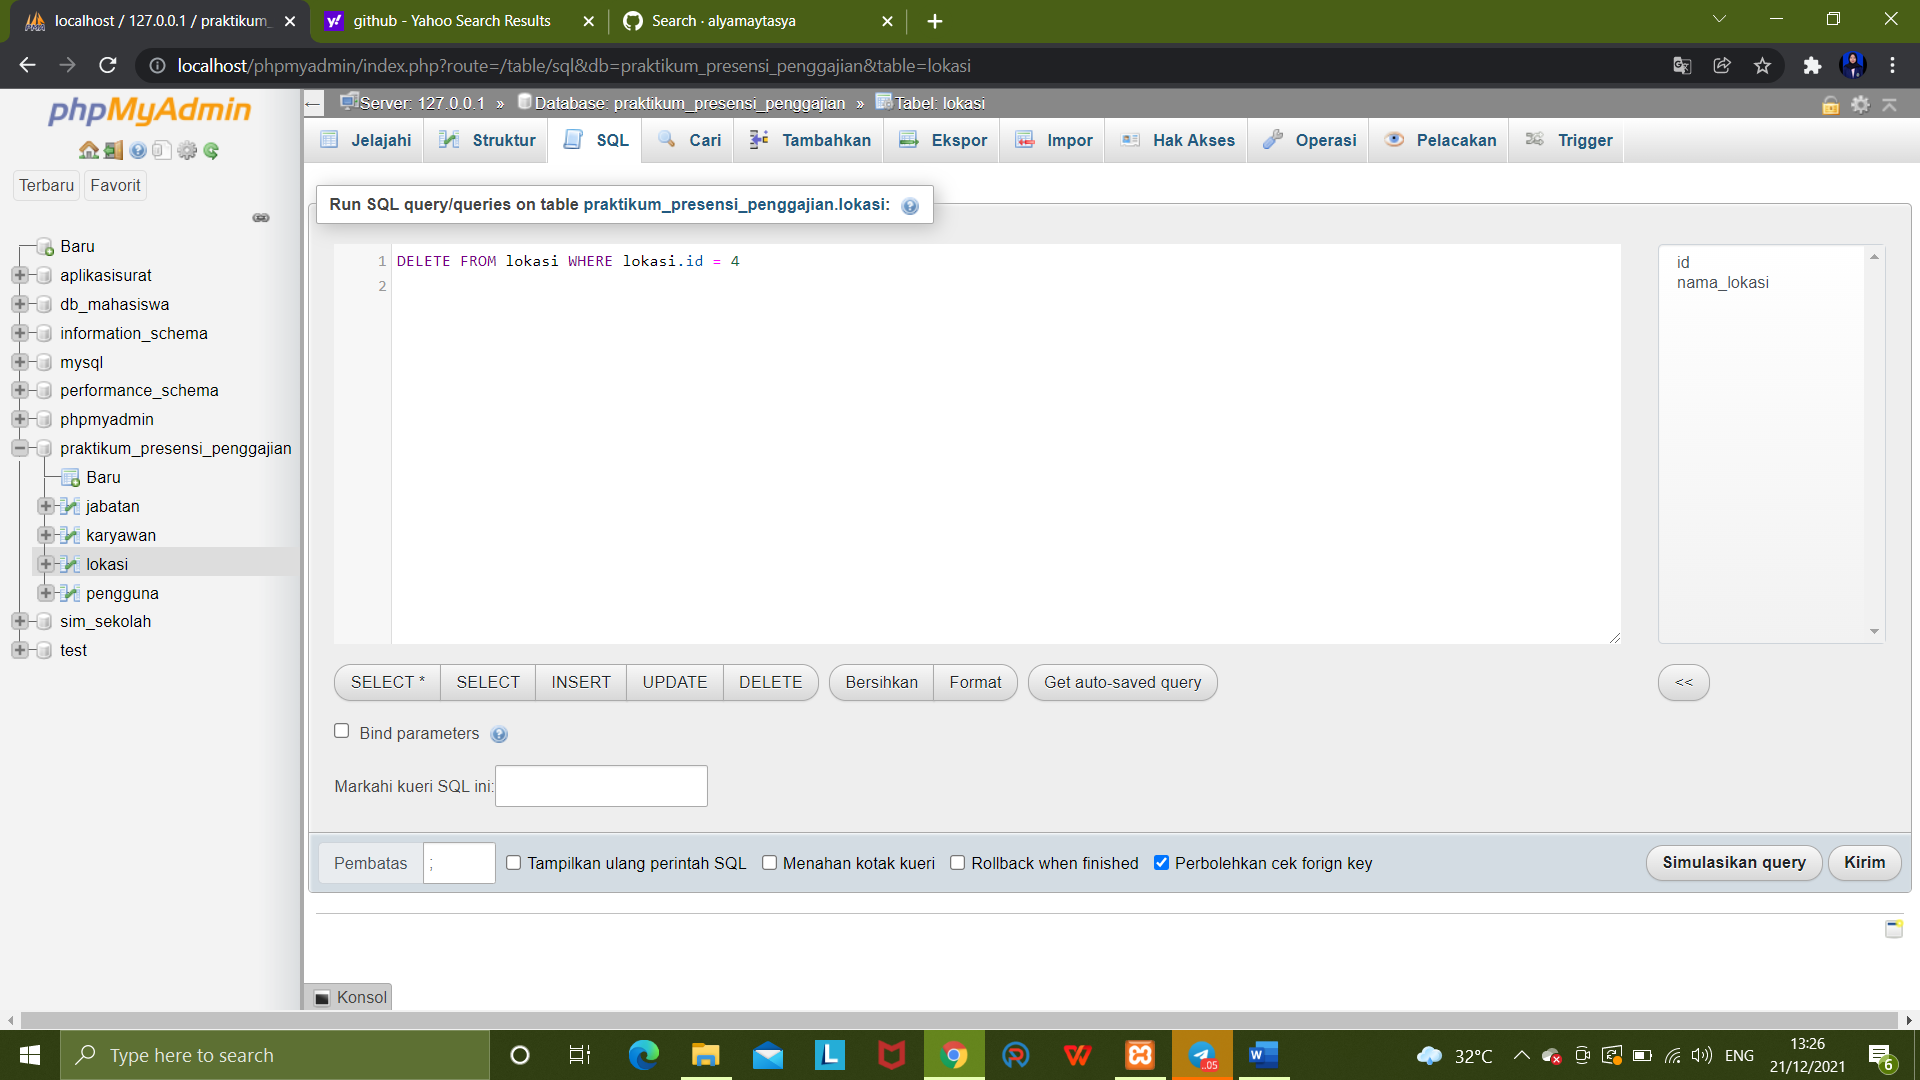 localhost / 127.0.0.1 / praktikum_
github - Yahoo Search Results
Search · alyamaytasya
localhost/phpmyadmin/index.php?route=/table/sql&db=praktikum_presensi_penggajian&table=lokasi
phpMyAdmin
Terbaru
Favorit
Baru
aplikasisurat
db_mahasiswa
information_schema
mysql
performance_schema
phpmyadmin
praktikum_presensi_penggajian
Baru
jabatan
karyawan
lokasi
pengguna
sim_sekolah
test
Server: 127.0.0.1 » Database: praktikum_presensi_penggajian » Tabel: lokasi
Jelajahi
Struktur
SQL
Cari
Tambahkan
Ekspor
Impor
Hak Akses
Operasi
Pelacakan
Trigger
Run SQL query/queries on table praktikum_presensi_penggajian.lokasi:
1 DELETE FROM lokasi WHERE lokasi.id = 4
2
id
nama_lokasi
SELECT *
SELECT
INSERT
UPDATE
DELETE
Bersihkan
Format
Get auto-saved query
<<
Bind parameters
Markahi kueri SQL ini:
Pembatas
;
Tampilkan ulang perintah SQL
Menahan kotak kueri
Rollback when finished
Perbolehkan cek forign key
Simulasikan query
Kirim
Konsol
Type here to search
L
..05
32°C
ENG
13:26
21/12/2021
6